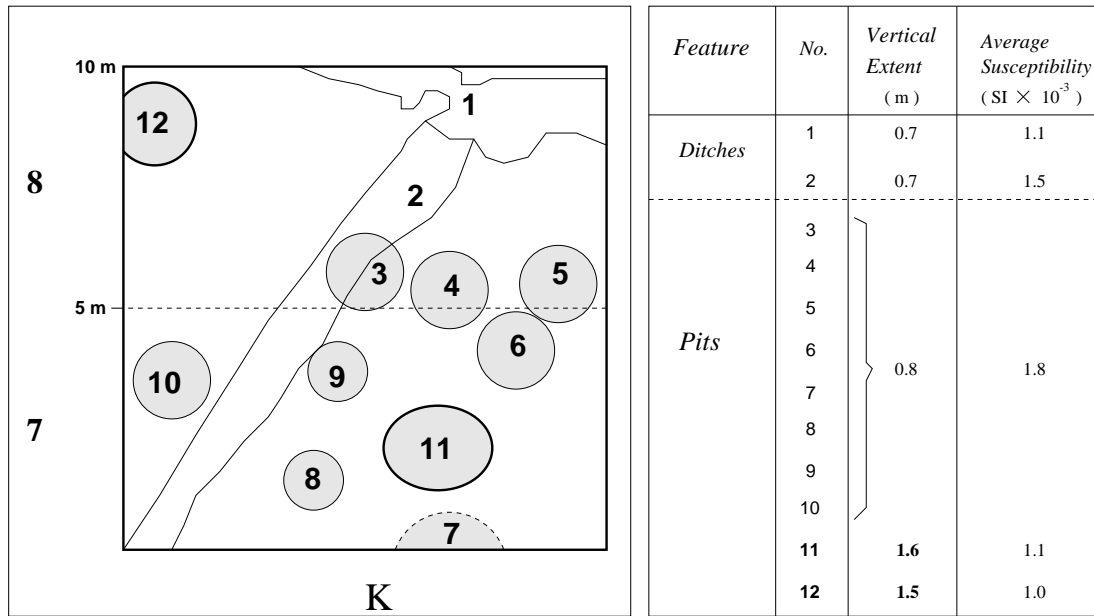 10 m
12
1
8
2
3
4
5
5 m
6
10
9
7
11
8
7
K
Feature No. Vertical Extent ( m ) Average Susceptibility ( SI × 10⁻³ )
Ditches
1 0.7 1.1
2 0.7 1.5
3
4
5
Pits
6
0.8 1.8
7
8
9
10
11 1.6 1.1
12 1.5 1.0